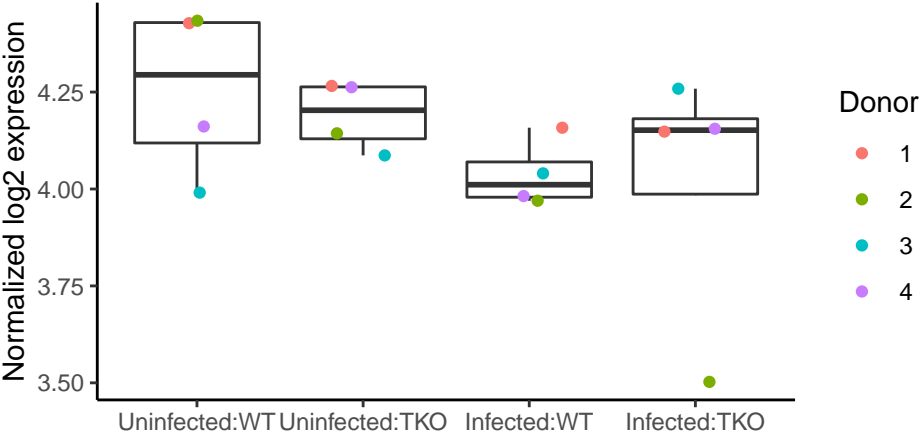 Normalized log2 expression
4.25
4.00
3.75
3.50
Uninfected:WT Uninfected:TKO Infected:WT Infected:TKO
Donor
1
2
3
4